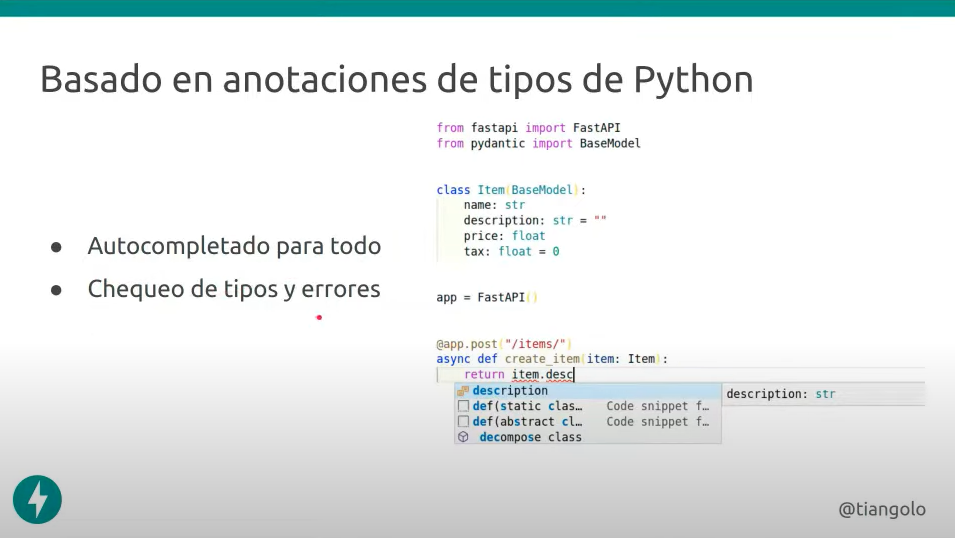 Basado en anotaciones de tipos de Python
from fastapi import FastAPI
from pydantic import BaseModel
class Item(BaseModel):
name: str
description: str = ""
price: float
tax: float = 0
● Autocompletado para todo
● Chequeo de tipos y errores
app = FastAPI()
@app.post("/items/")
async def create_item(item: Item):
return item.desc
description
description: str
def(static clas… Code snippet f…
def(abstract cl… Code snippet f…
decompose class
@tiangolo